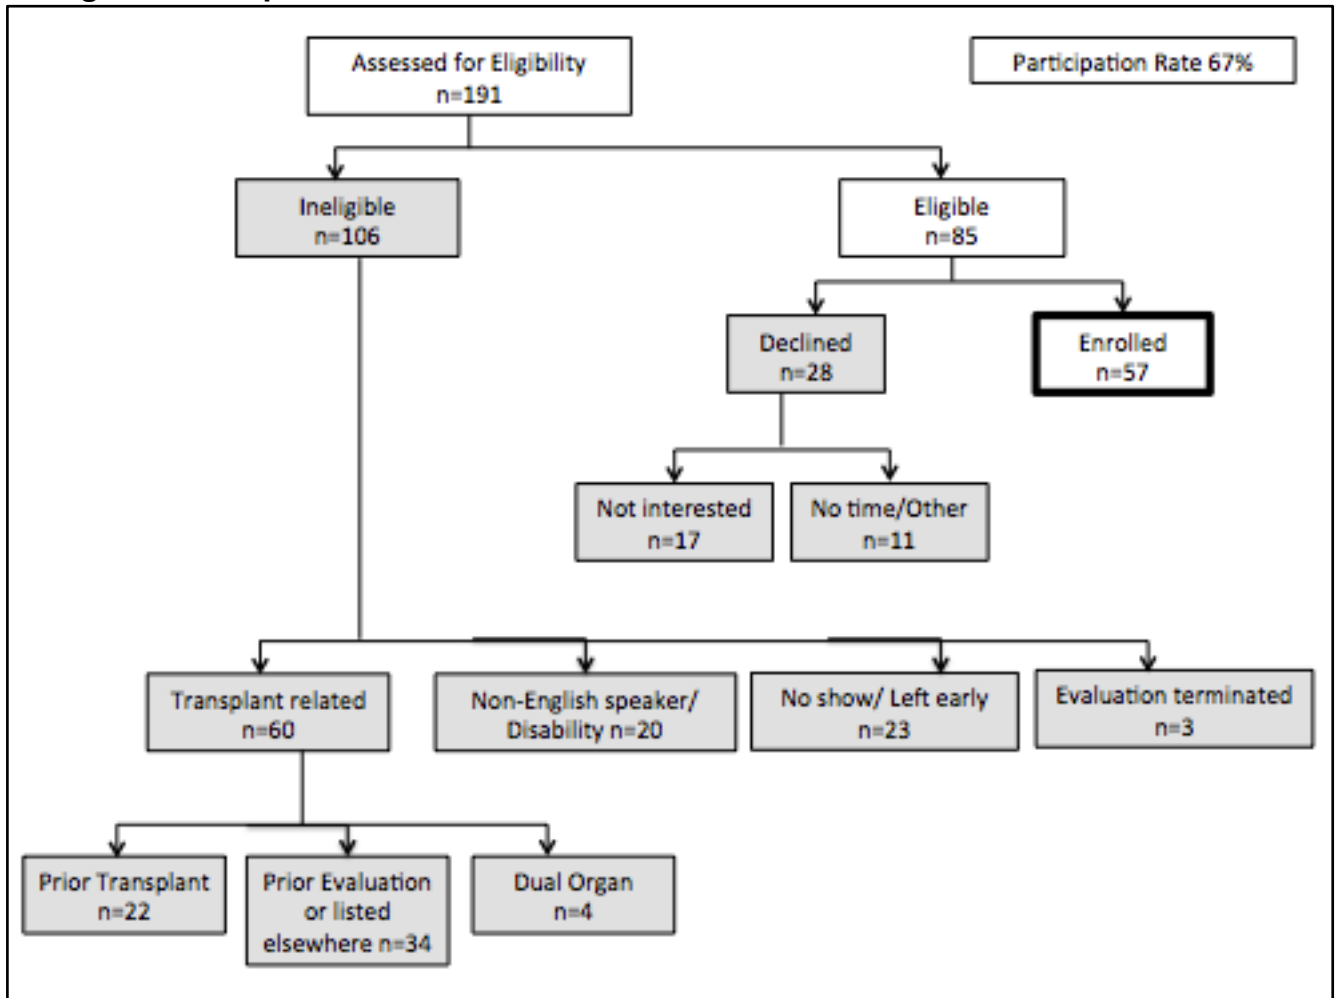 Assessed for Eligibility
n=191
Participation Rate 67%
Ineligible
n=106
Eligible
n=85
Declined
n=28
Enrolled
n=57
Not interested
n=17
No time/Other
n=11
Transplant related
n=60
Non-English speaker/
Disability n=20
No show/ Left early
n=23
Evaluation terminated
n=3
Prior Transplant
n=22
Prior Evaluation
or listed
elsewhere n=34
Dual Organ
n=4